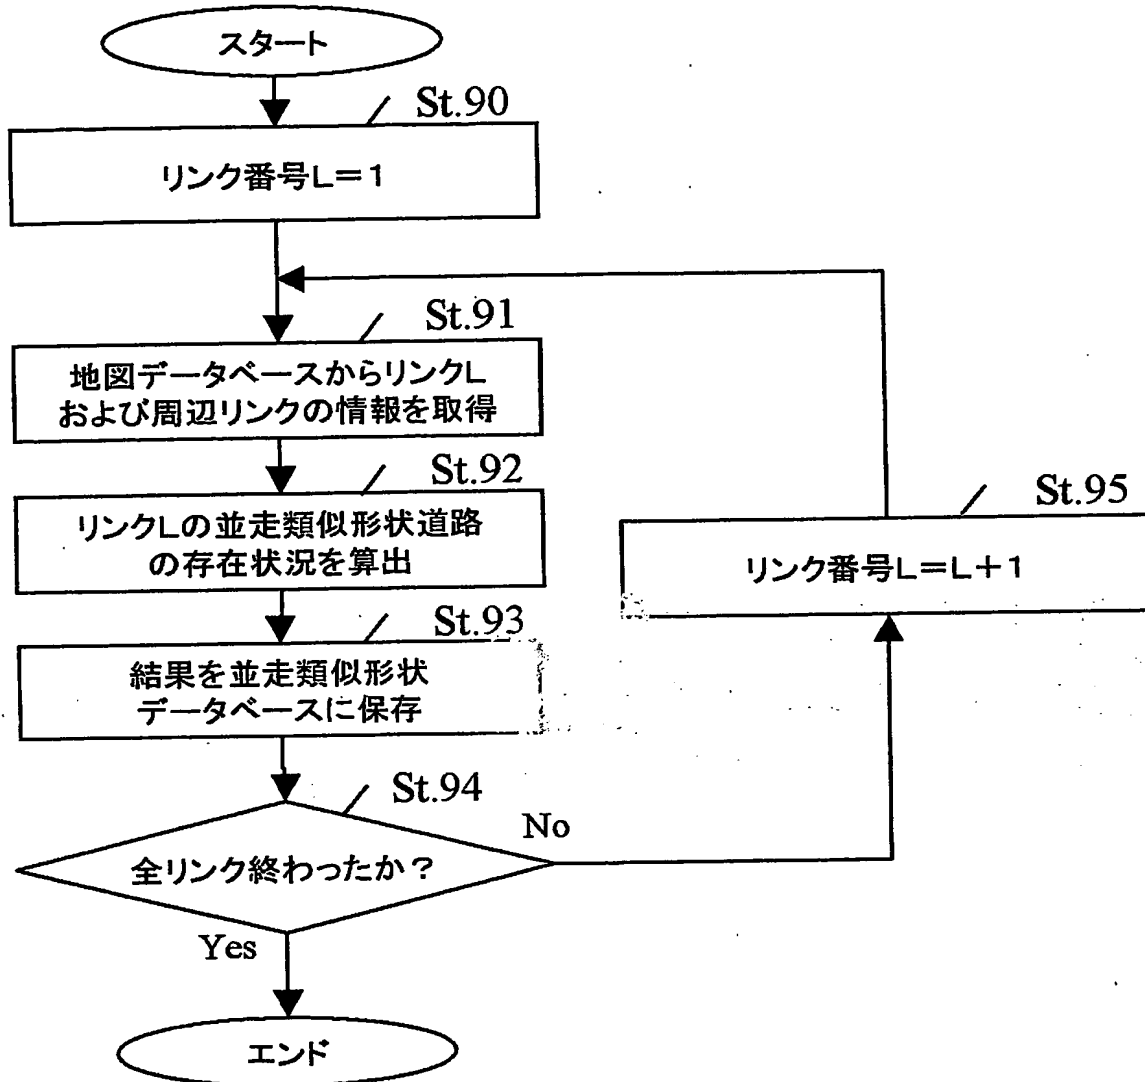 スタート
St.90
リンク番号L=1
St.91
地図データベースからリンクL
および周辺リンクの情報を取得
St.92
リンクLの並走類似形状道路
の存在状況を算出
St.93
結果を並走類似形状
データベースに保存
St.94
全リンク終わったか?
No
Yes
St.95
リンク番号L=L+1
エンド